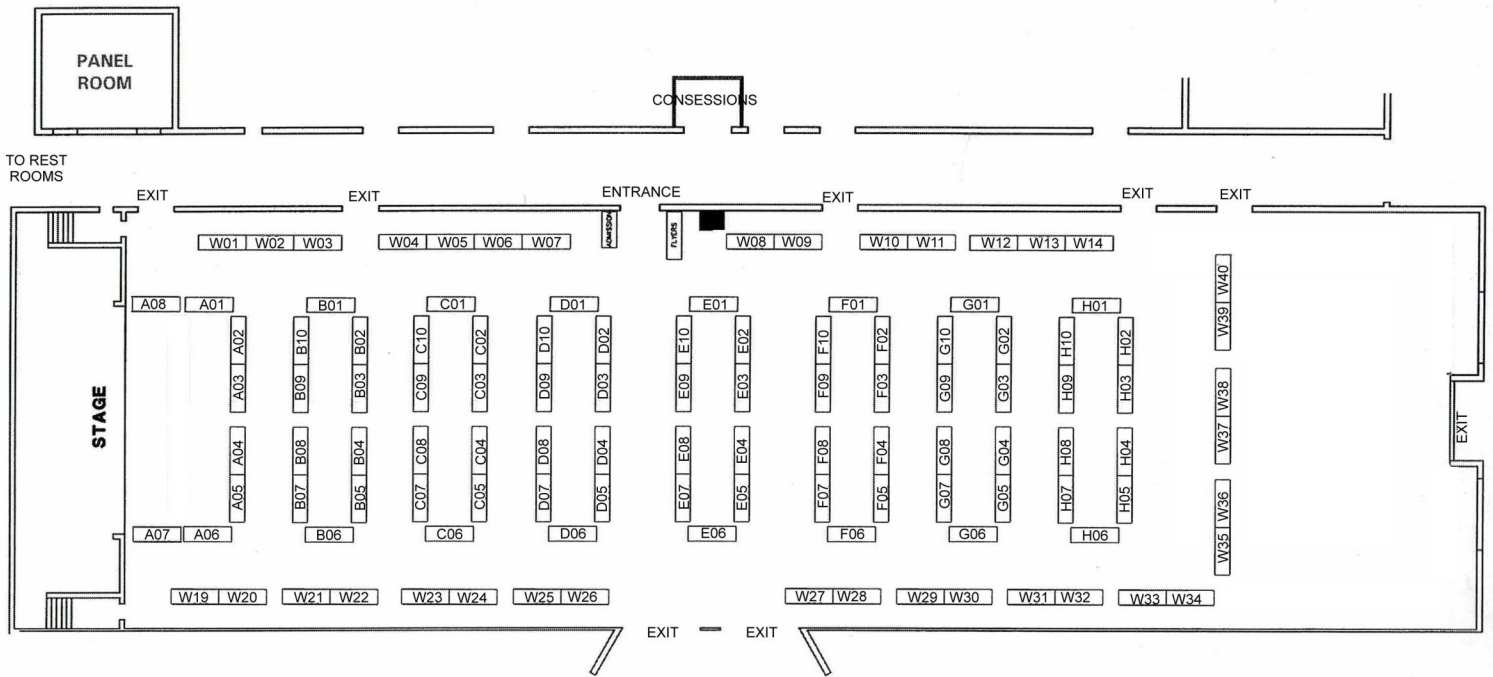 PANEL
ROOM
CONSESSIONS
TO REST
ROOMS
EXIT
EXIT
ENTRANCE
EXIT
EXIT
EXIT
ADMISSION
FLYERS
W01 W02 W03
W04 W05 W06 W07
W08 W09
W10 W11
W12 W13 W14
W40
W39
A08 A01
B01
C01
D01
E01
F01
G01
H01
A02
B10 B02
C10 C02
D10 D02
E10 E02
F10 F02
G10 G02
H10 H02
A03
B09 B03
C09 C03
D09 D03
E09 E03
F09 F03
G09 G03
H09 H03
W38
W37
STAGE
EXIT
A04
B08 B04
C08 C04
D08 D04
E08 E04
F08 F04
G08 G04
H08 H04
A05
B07 B05
C07 C05
D07 D05
E07 E05
F07 F05
G07 G05
H07 H05
W36
W35
A07 A06
B06
C06
D06
E06
F06
G06
H06
W19 W20
W21 W22
W23 W24
W25 W26
W27 W28
W29 W30
W31 W32
W33 W34
EXIT
EXIT